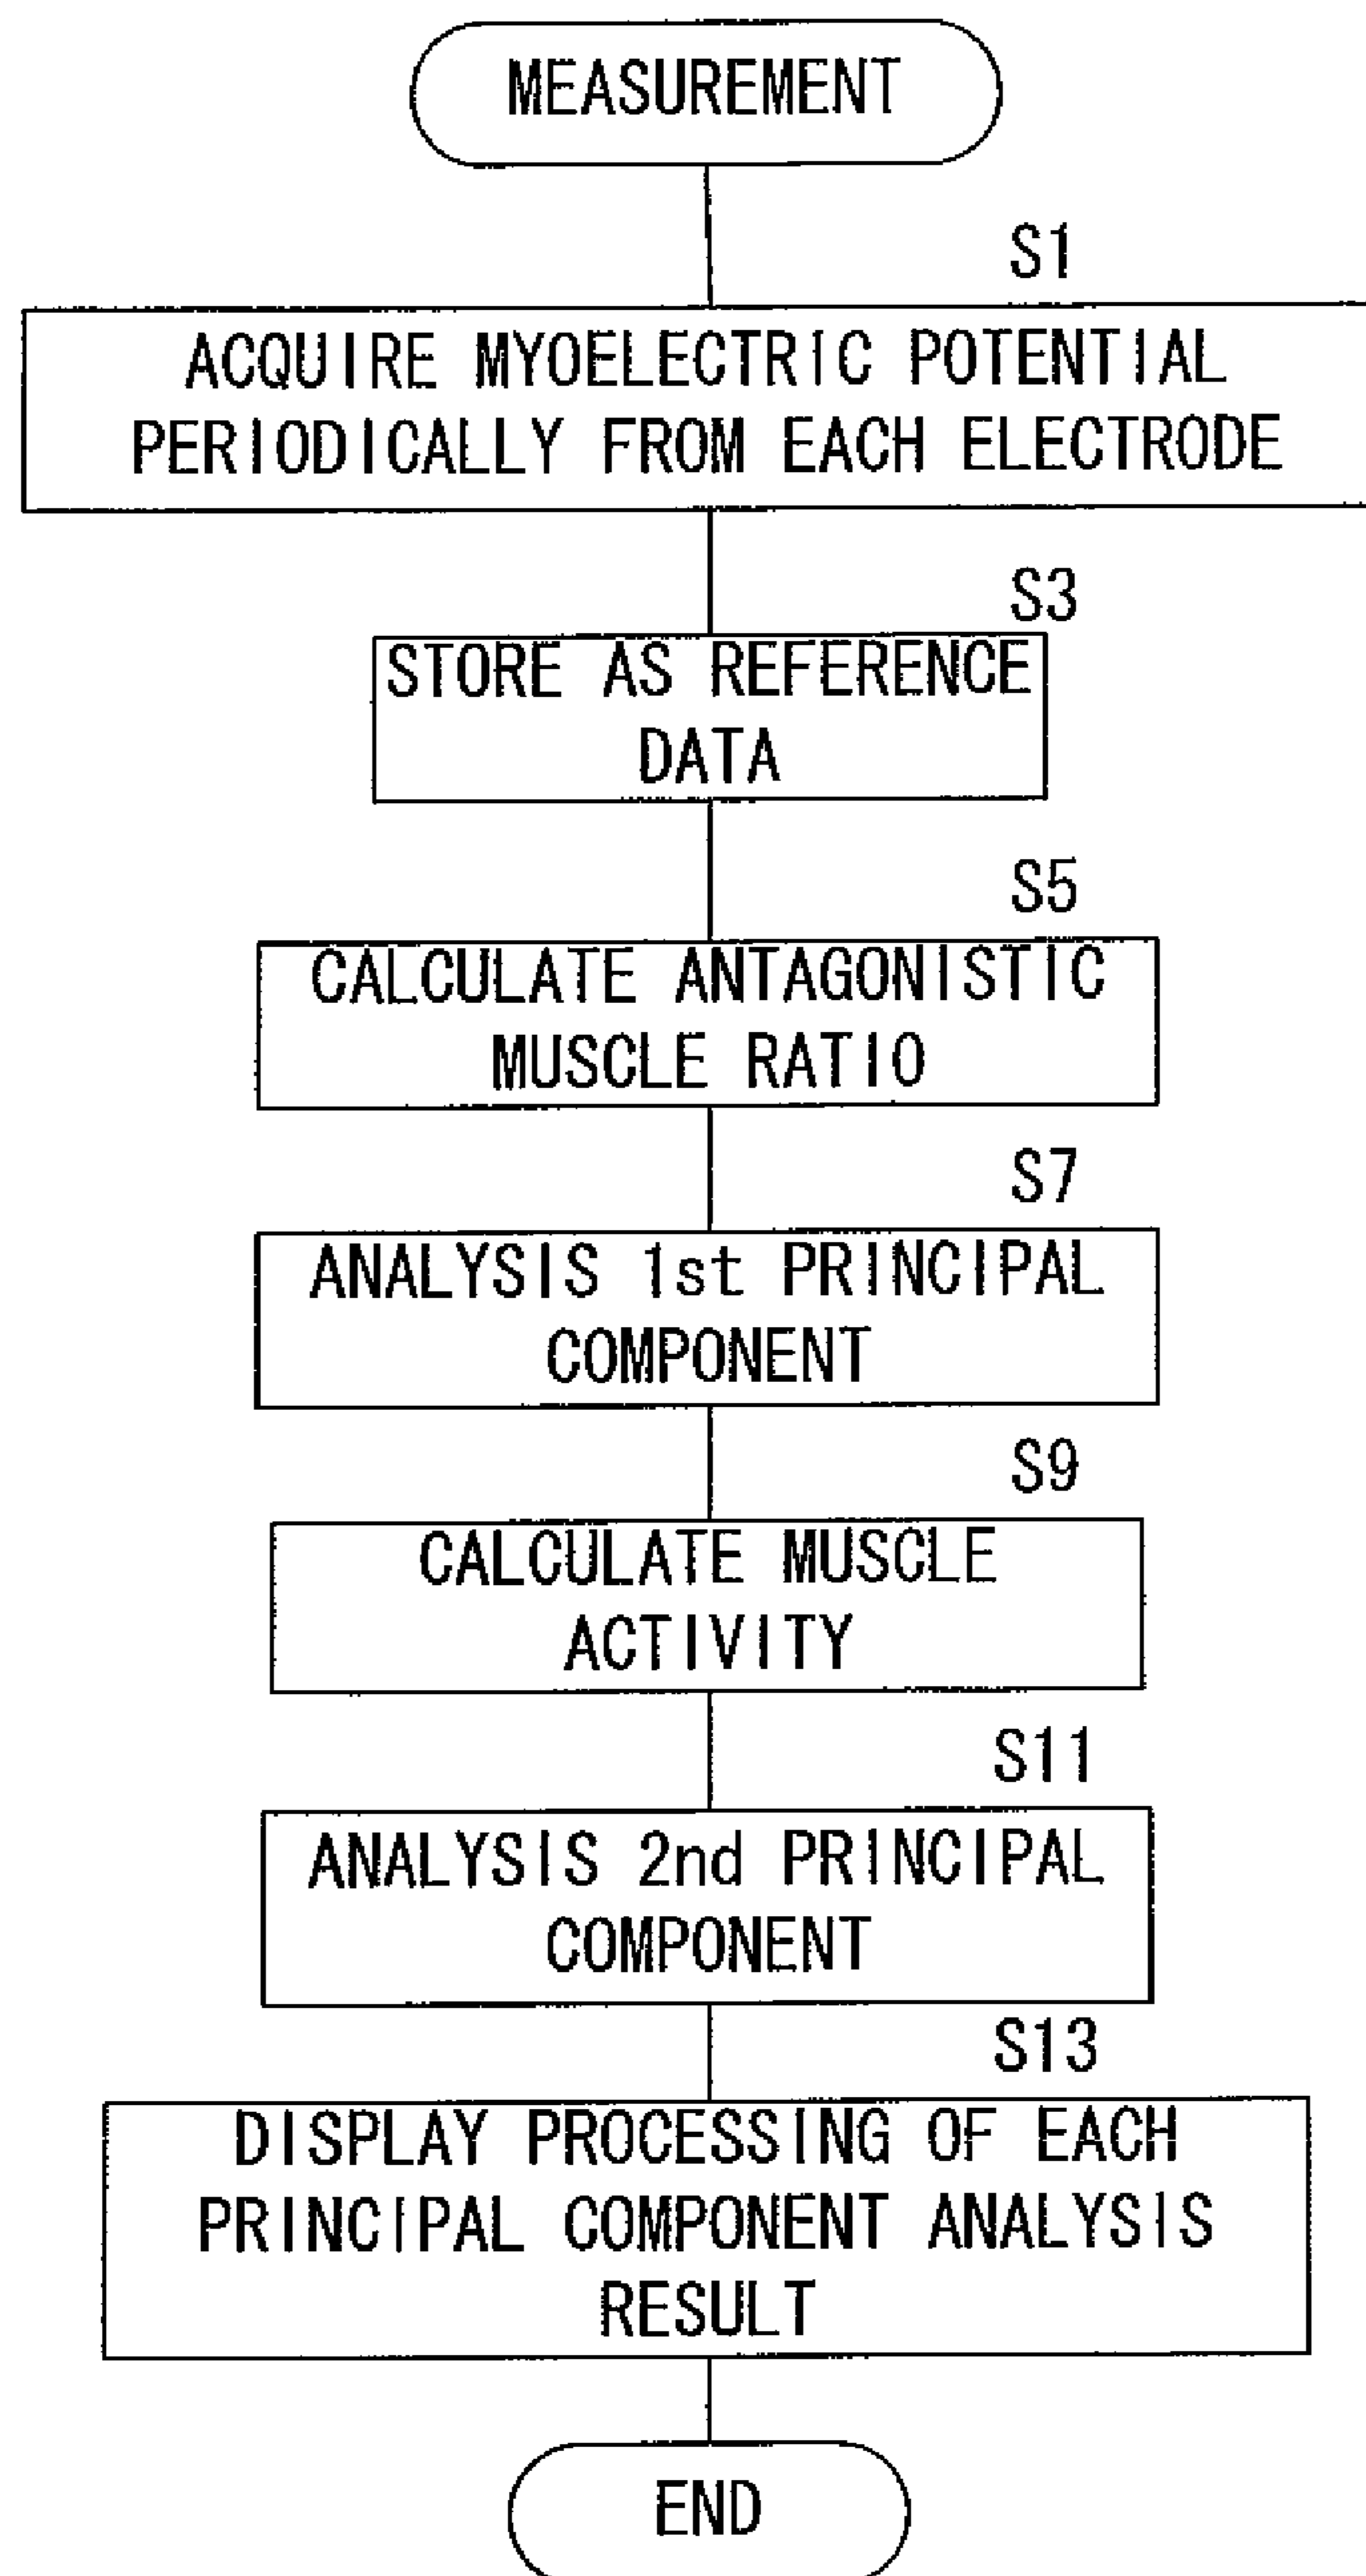 MEASUREMENT
S1
ACQUIRE MYOELECTRIC POTENTIAL
PERIODICALLY FROM EACH ELECTRODE
S3
STORE AS REFERENCE
DATA
S5
CALCULATE ANTAGONISTIC
MUSCLE RATIO
S7
ANALYSIS 1st PRINCIPAL
COMPONENT
S9
CALCULATE MUSCLE
ACTIVITY
S11
ANALYSIS 2nd PRINCIPAL
COMPONENT
S13
DISPLAY PROCESSING OF EACH
PRINCIPAL COMPONENT ANALYSIS
RESULT
END